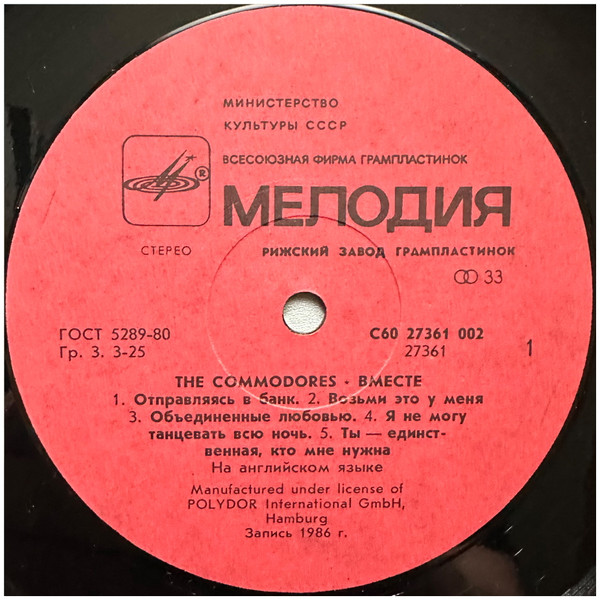 МИНИСТЕРСТВО
КУЛЬТУРЫ СССР
ВСЕСОЮЗНАЯ ФИРМА ГРАМПЛАСТИНОК
®
МЕЛОДИЯ
СТЕРЕО
РИЖСКИЙ ЗАВОД ГРАМПЛАСТИНОК
33
ГОСТ 5289-80
Гр. 3. 3-25
С60 27361 002
27361
1
THE COMMODORES · ВМЕСТЕ
1. Отправляясь в банк. 2. Возьми это у меня
3. Объединенные любовью. 4. Я не могу
танцевать всю ночь. 5. Ты — единст-
венная, кто мне нужна
На английском языке
Manufactured under license of
POLYDOR International GmbH,
Hamburg
Запись 1986 г.